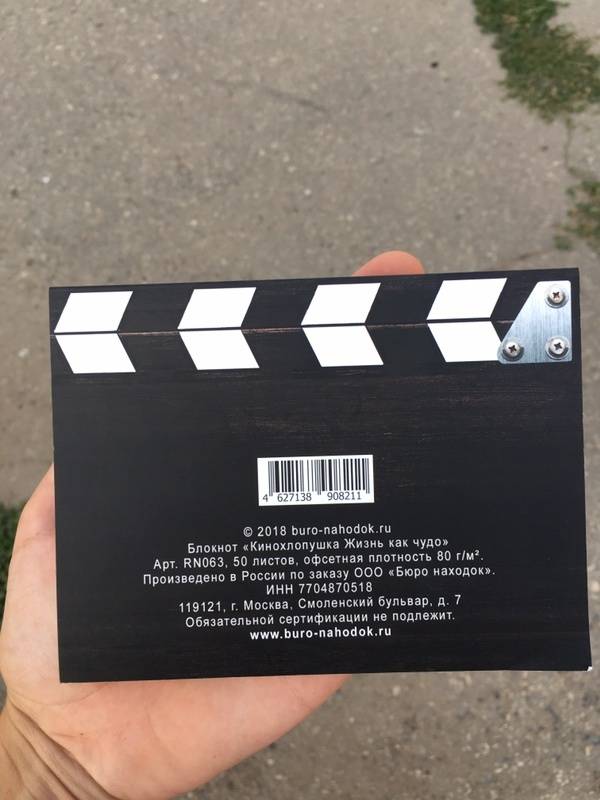 4 627138 908211
© 2018 buro-nahodok.ru
Блокнот «Кинохлопушка Жизнь как чудо»
Арт. RN063, 50 листов, офсетная плотность 80 г/м².
Произведено в России по заказу ООО «Бюро находок».
ИНН 7704870518
119121, г. Москва, Смоленский бульвар, д. 7
Обязательной сертификации не подлежит.
www.buro-nahodok.ru